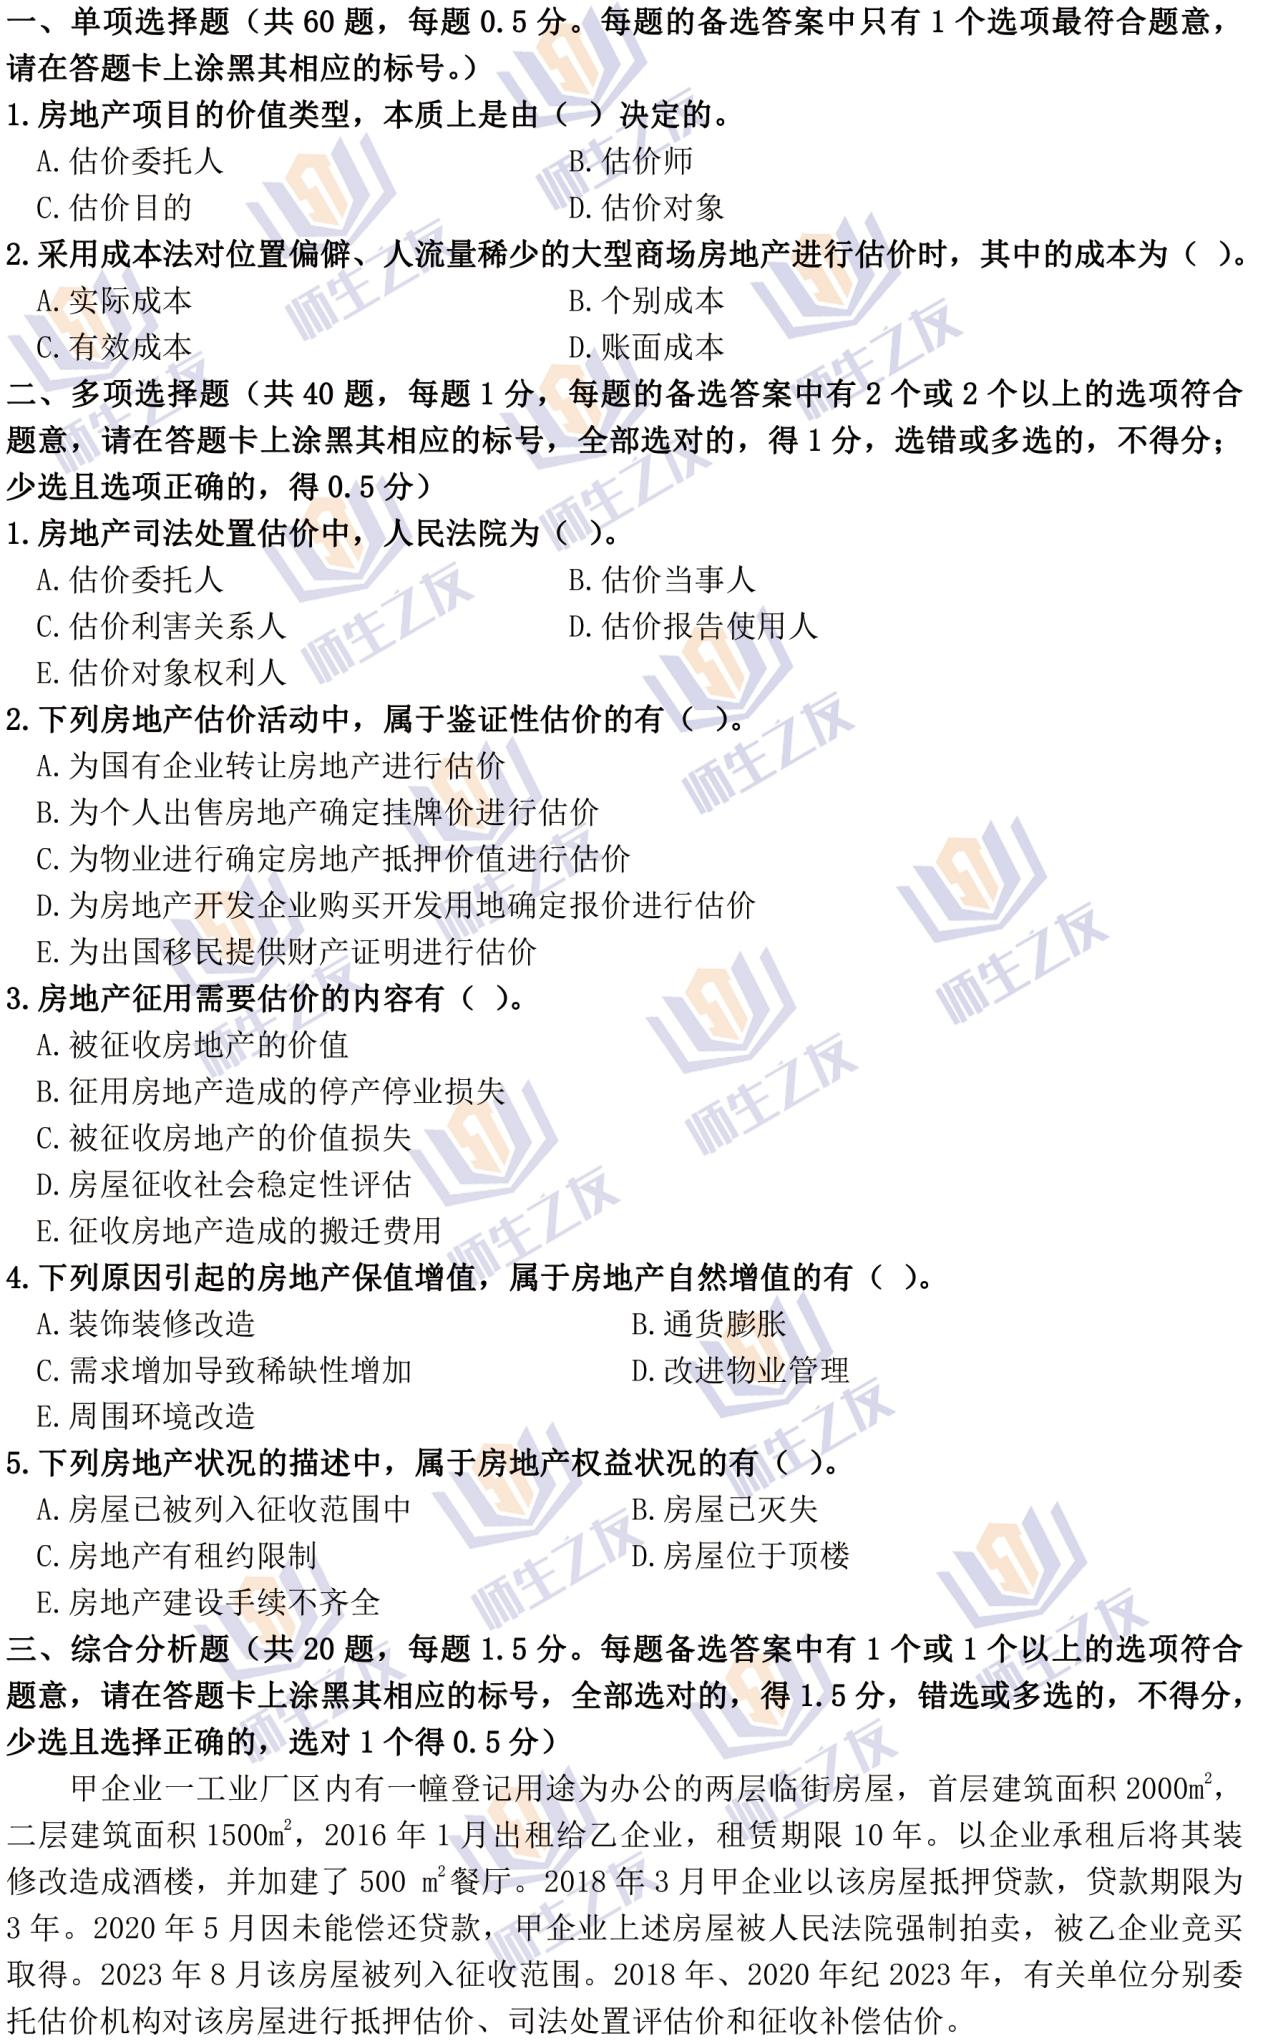 一、单项选择题（共 60 题，每题 0.5 分。每题的备选答案中只有 1 个选项最符合题意，
请在答题卡上涂黑其相应的标号。）
1. 房地产项目的价值类型，本质上是由（ ）决定的。
A. 估价委托人 B. 估价师
C. 估价目的 D. 估价对象
2. 采用成本法对位置偏僻、人流量稀少的大型商场房地产进行估价时，其中的成本为（ ）。
A. 实际成本 B. 个别成本
C. 有效成本 D. 账面成本
二、多项选择题（共 40 题，每题 1 分，每题的备选答案中有 2 个或 2 个以上的选项符合
题意，请在答题卡上涂黑其相应的标号，全部选对的，得 1 分，选错或多选的，不得分；
少选且选项正确的，得 0.5 分）
1. 房地产司法处置估价中，人民法院为（ ）。
A. 估价委托人 B. 估价当事人
C. 估价利害关系人 D. 估价报告使用人
E. 估价对象权利人
2. 下列房地产估价活动中，属于鉴证性估价的有（ ）。
A. 为国有企业转让房地产进行估价
B. 为个人出售房地产确定挂牌价进行估价
C. 为物业进行确定房地产抵押价值进行估价
D. 为房地产开发企业购买开发用地确定报价进行估价
E. 为出国移民提供财产证明进行估价
3. 房地产征用需要估价的内容有（ ）。
A. 被征收房地产的价值
B. 征用房地产造成的停产停业损失
C. 被征收房地产的价值损失
D. 房屋征收社会稳定性评估
E. 征收房地产造成的搬迁费用
4. 下列原因引起的房地产保值增值，属于房地产自然增值的有（ ）。
A. 装饰装修改造 B. 通货膨胀
C. 需求增加导致稀缺性增加 D. 改进物业管理
E. 周围环境改造
5. 下列房地产状况的描述中，属于房地产权益状况的有（ ）。
A. 房屋已被列入征收范围中 B. 房屋已灭失
C. 房地产有租约限制 D. 房屋位于顶楼
E. 房地产建设手续不齐全
三、综合分析题（共 20 题，每题 1.5 分。每题备选答案中有 1 个或 1 个以上的选项符合
题意，请在答题卡上涂黑其相应的标号，全部选对的，得 1.5 分，错选或多选的，不得分，
少选且选择正确的，选对 1 个得 0.5 分）
甲企业一工业厂区内有一幢登记用途为办公的两层临街房屋，首层建筑面积 2000m²，
二层建筑面积 1500m²，2016 年 1 月出租给乙企业，租赁期限 10 年。以企业承租后将其装
修改造成酒楼，并加建了 500 m²餐厅。2018 年 3 月甲企业以该房屋抵押贷款，贷款期限为
3 年。2020 年 5 月因未能偿还贷款，甲企业上述房屋被人民法院强制拍卖，被乙企业竞买
取得。2023 年 8 月该房屋被列入征收范围。2018 年、2020 年纪 2023 年，有关单位分别委
托估价机构对该房屋进行抵押估价、司法处置评估价和征收补偿估价。